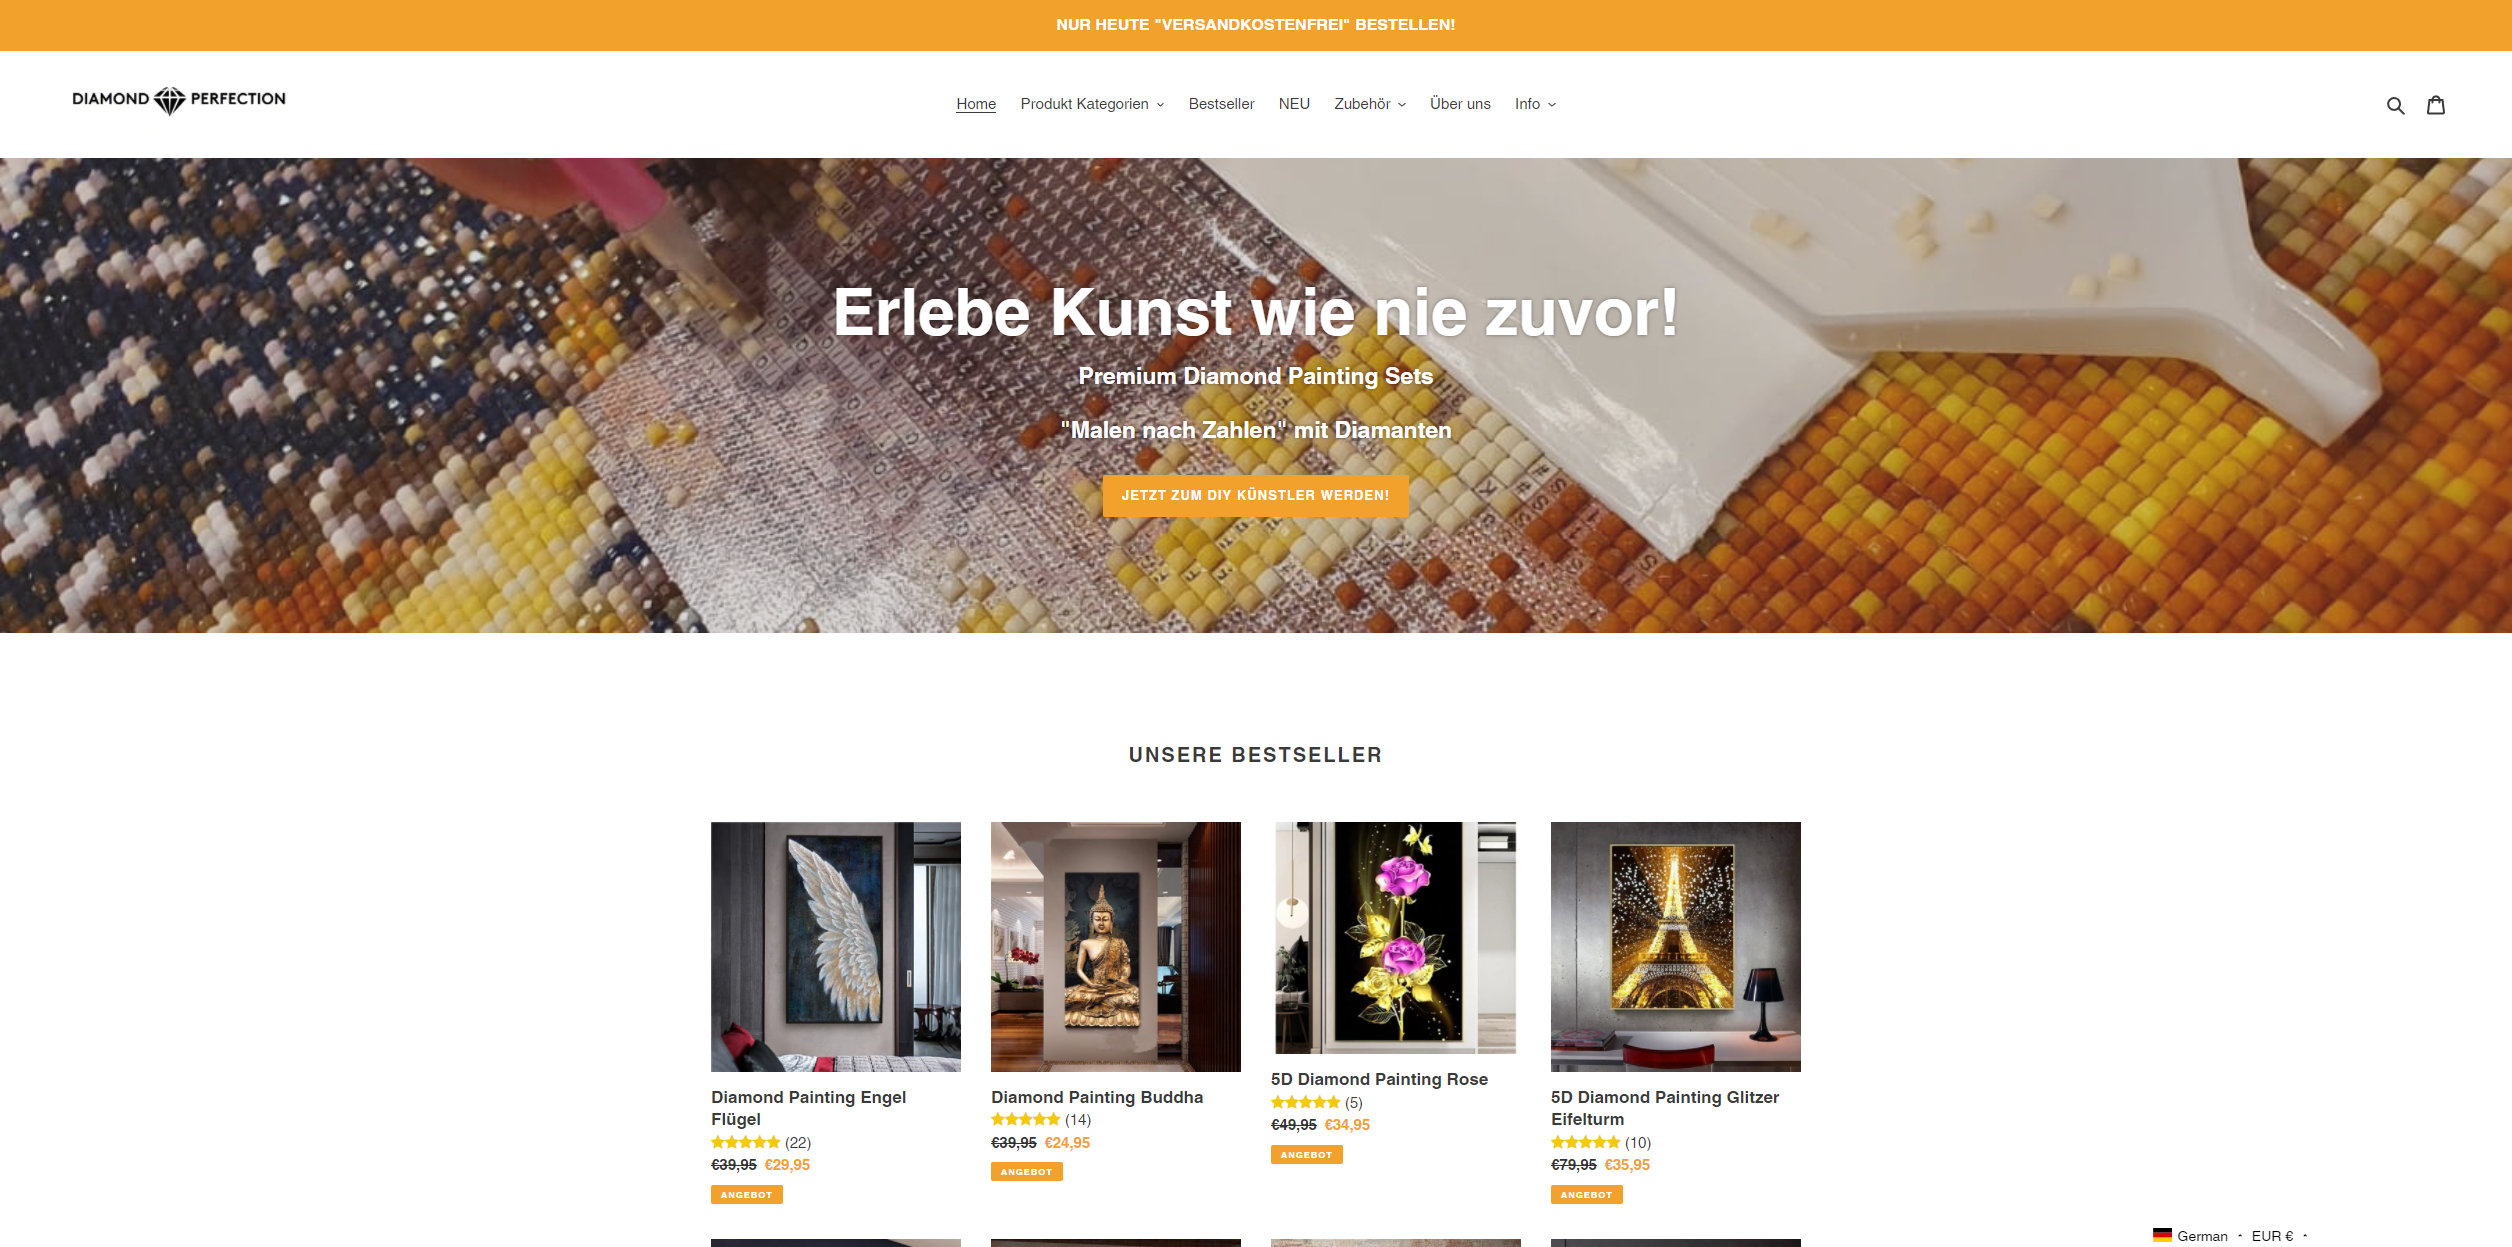 NUR HEUTE "VERSANDKOSTENFREI" BESTELLEN!
DIAMOND PERFECTION
Home Produkt Kategorien Bestseller NEU Zubehör Über uns Info
Erlebe Kunst wie nie zuvor!
Premium Diamond Painting Sets
"Malen nach Zahlen" mit Diamanten
JETZT ZUM DIY KÜNSTLER WERDEN!
UNSERE BESTSELLER
Diamond Painting Engel
Flügel
(22)
€39,95 €29,95
ANGEBOT
Diamond Painting Buddha
(14)
€39,95 €24,95
ANGEBOT
5D Diamond Painting Rose
(5)
€49,95 €34,95
ANGEBOT
5D Diamond Painting Glitzer
Eifelturm
(10)
€79,95 €35,95
ANGEBOT
German EUR €